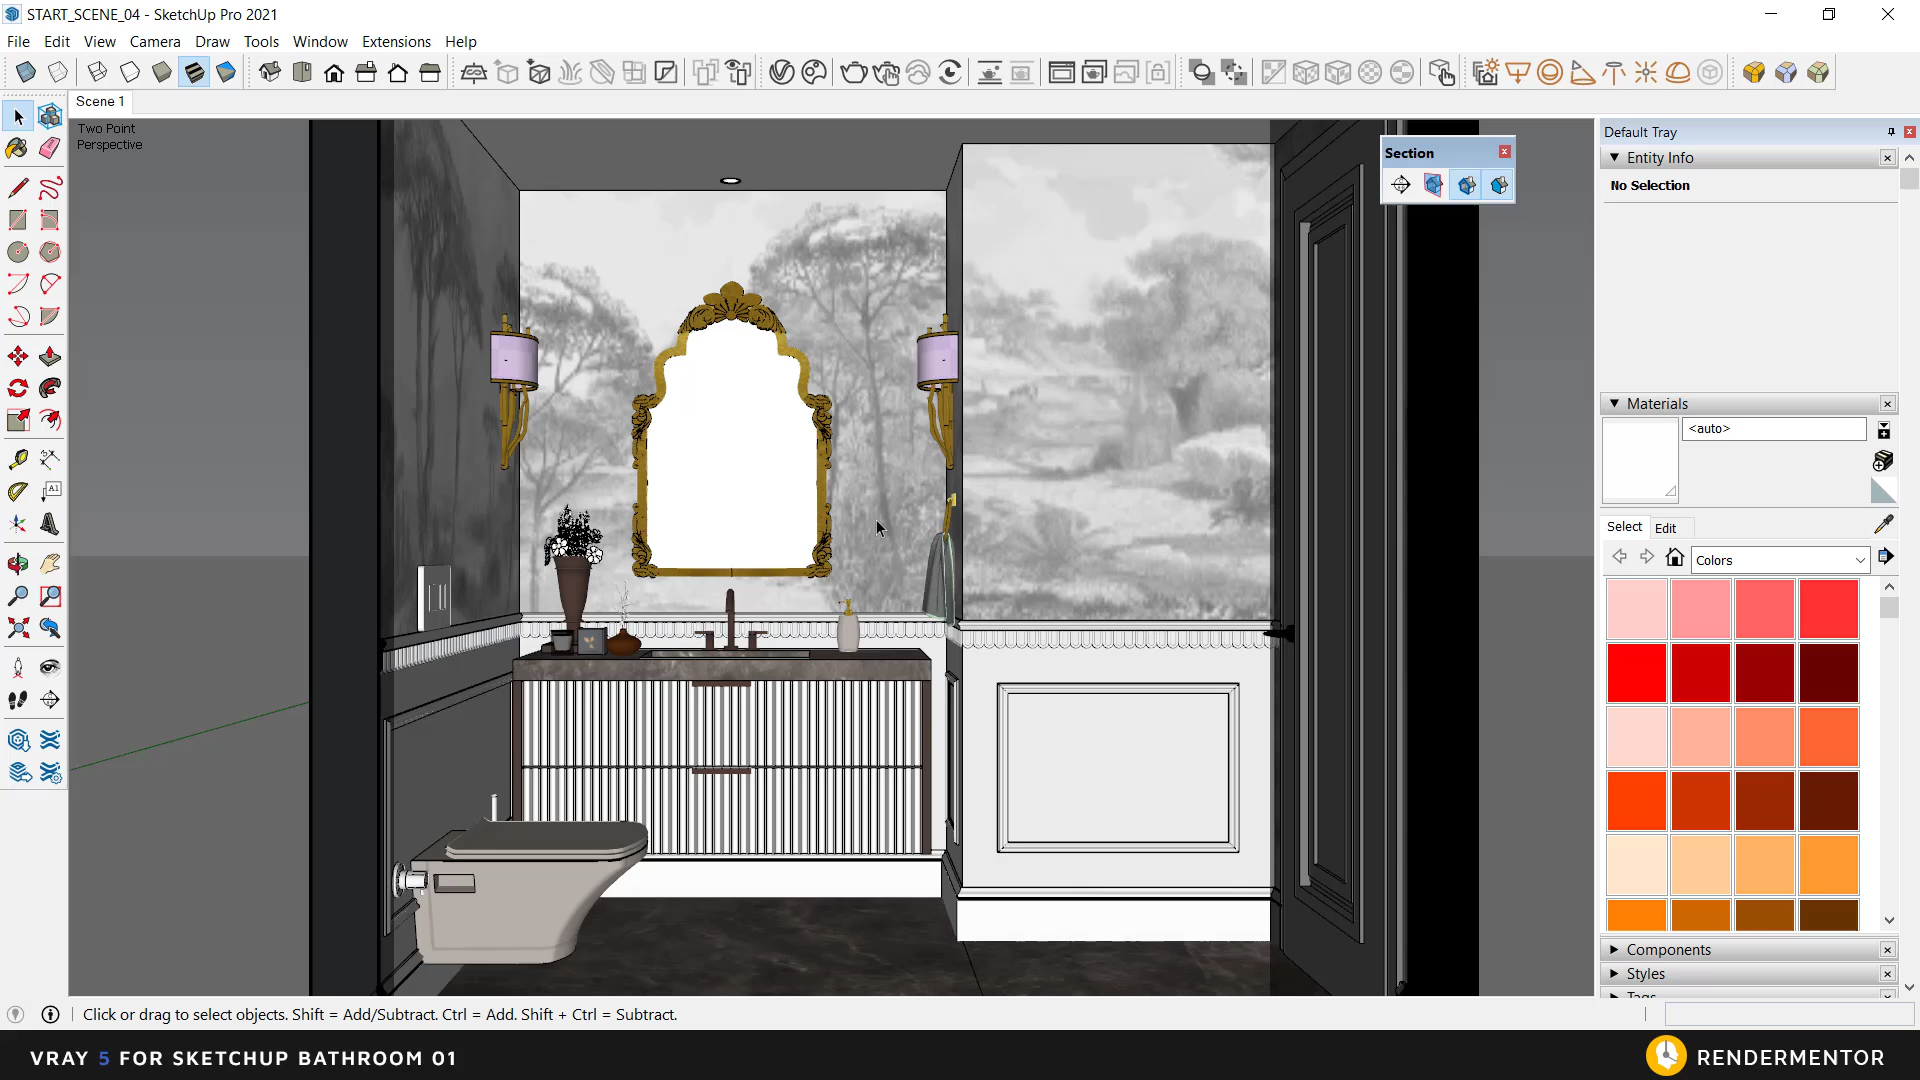 START_SCENE_04 - SketchUp Pro 2021
File Edit View Camera Draw Tools Window Extensions Help
Scene 1
Two Point
Perspective
Section
Default Tray
Entity Info
No Selection
Materials
<auto>
Select Edit
Colors
Components
Styles
Tags
A1
Click or drag to select objects. Shift = Add/Subtract. Ctrl = Add. Shift + Ctrl = Subtract.
VRAY 5 FOR SKETCHUP BATHROOM 01
RENDERMENTOR